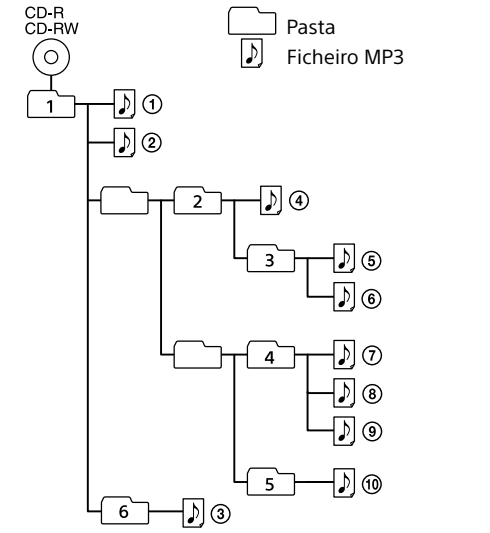 CD-R
CD-RW
Pasta
Ficheiro MP3
1 ①
②
2 ④
3 ⑤
⑥
4 ⑦
⑧
⑨
5 ⑩
6 ③